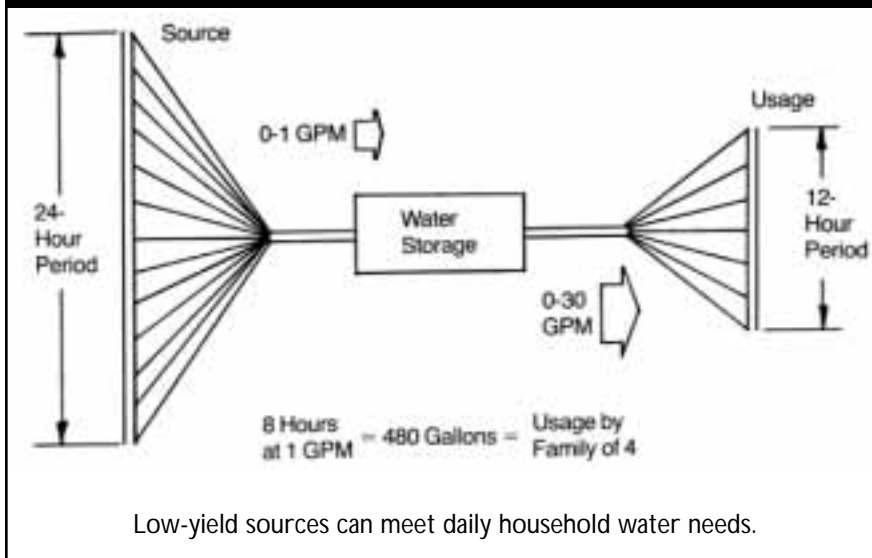 Source
Usage
0-1 GPM
24-
Hour
Period
Water
Storage
12-
Hour
Period
0-30
GPM
8 Hours
at 1 GPM
= 480 Gallons =
Usage by
Family of 4
Low-yield sources can meet daily household water needs.